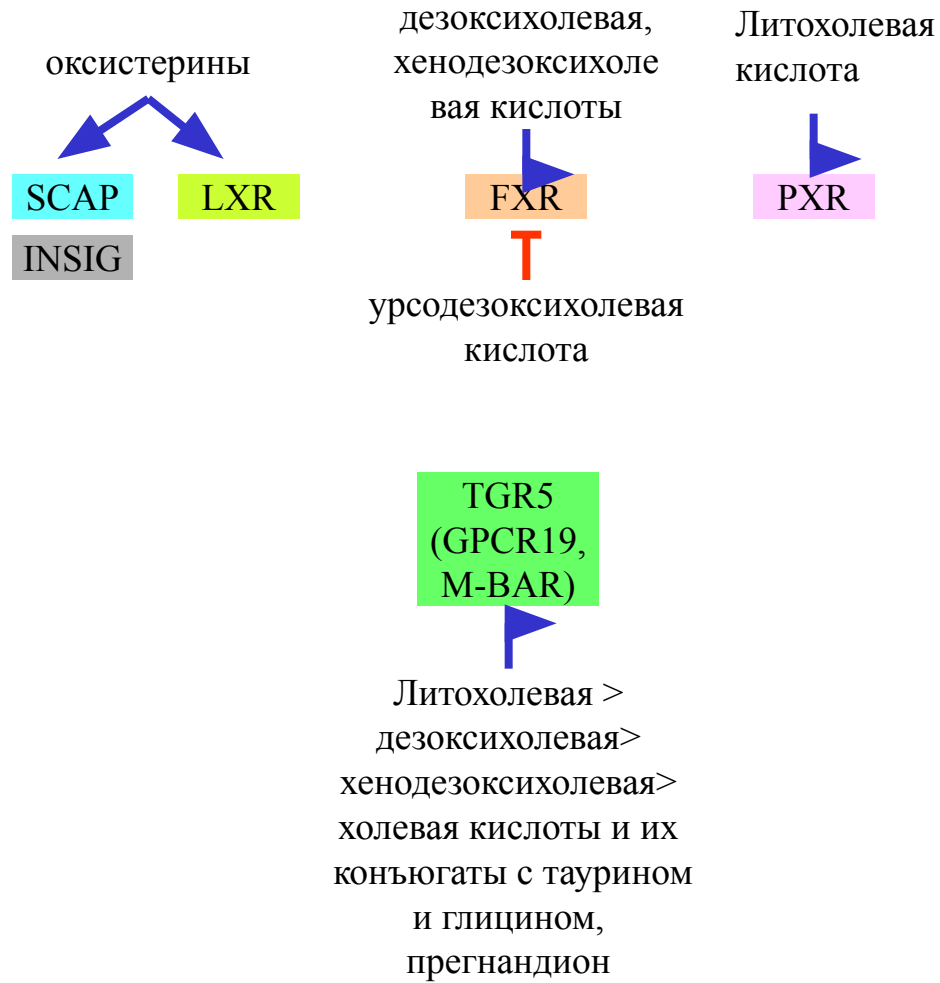 оксистерины
SCAP
INSIG
LXR
дезоксихолевая,
хенодезоксихоле
вая кислоты
FXR
урсодезоксихолевая
кислота
Литохолевая
кислота
PXR
TGR5
(GPCR19,
M-BAR)
Литохолевая >
дезоксихолевая>
хенодезоксихолевая>
холевая кислоты и их
конъюгаты с таурином
и глицином,
прегнандион